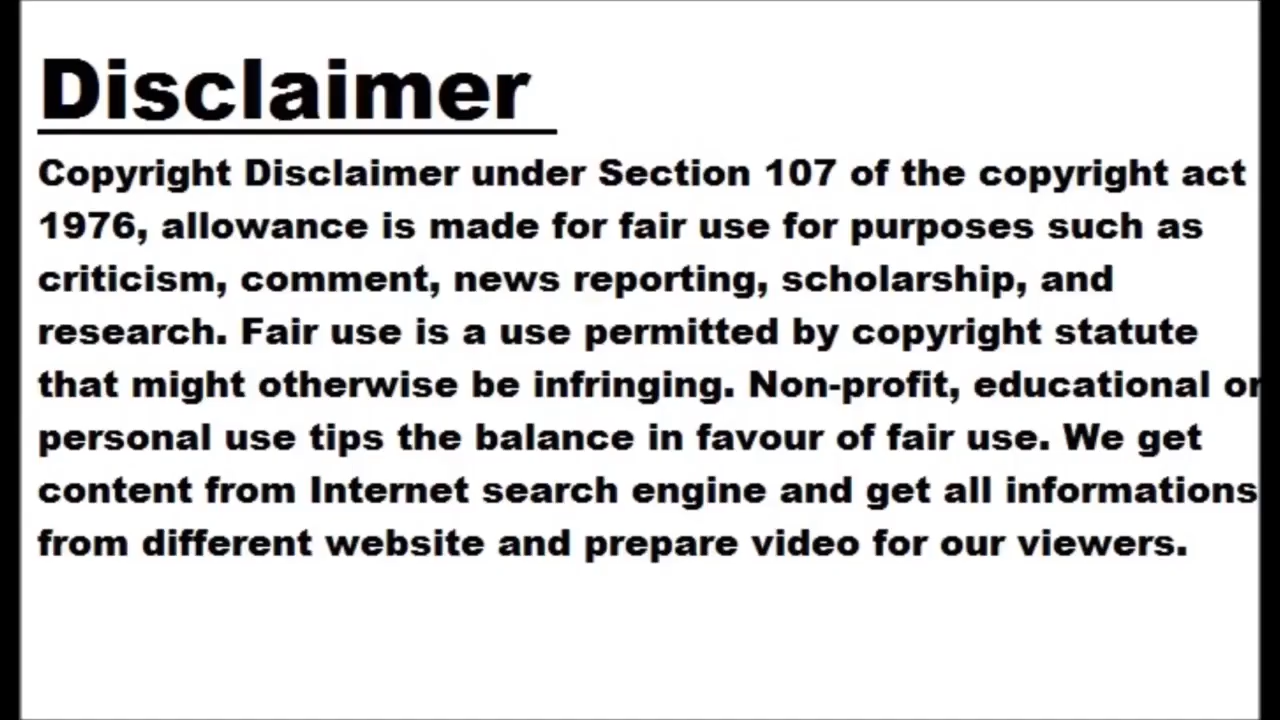 Disclaimer
Copyright Disclaimer under Section 107 of the copyright act
1976, allowance is made for fair use for purposes such as
criticism, comment, news reporting, scholarship, and
research. Fair use is a use permitted by copyright statute
that might otherwise be infringing. Non-profit, educational or
personal use tips the balance in favour of fair use. We get
content from Internet search engine and get all informations
from different website and prepare video for our viewers.